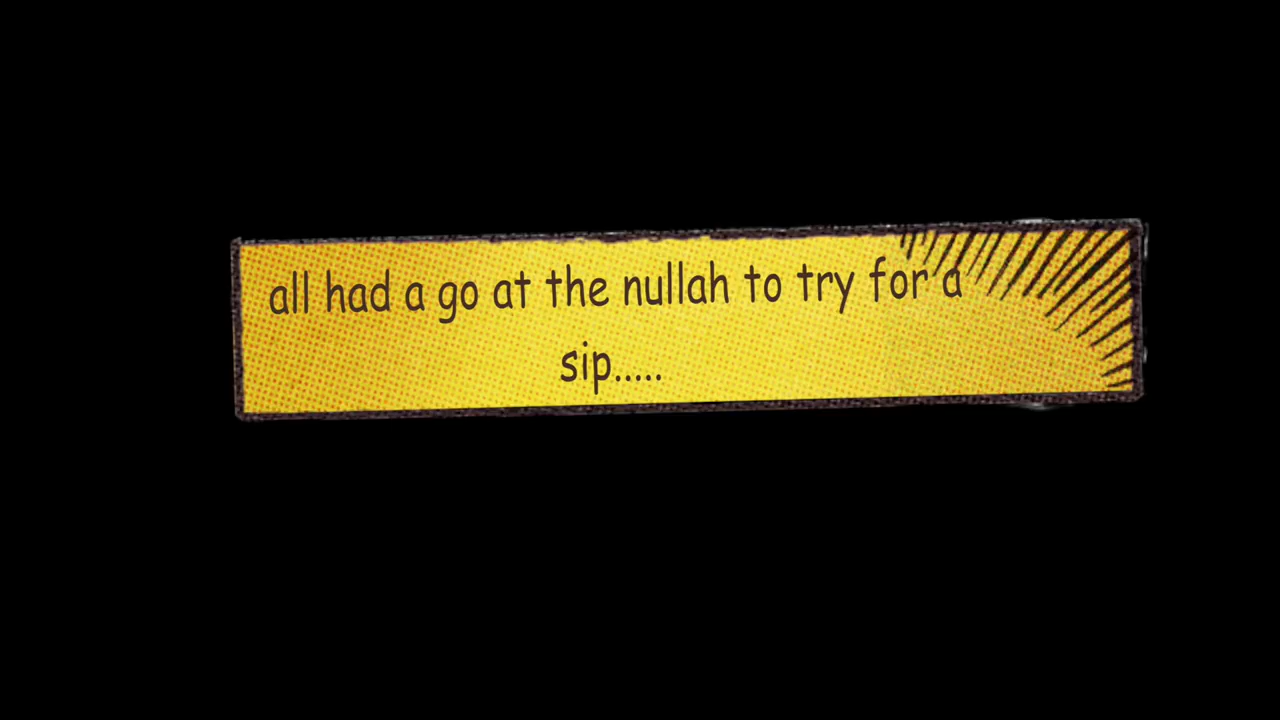 all had a go at the nullah to try for a
sip.....